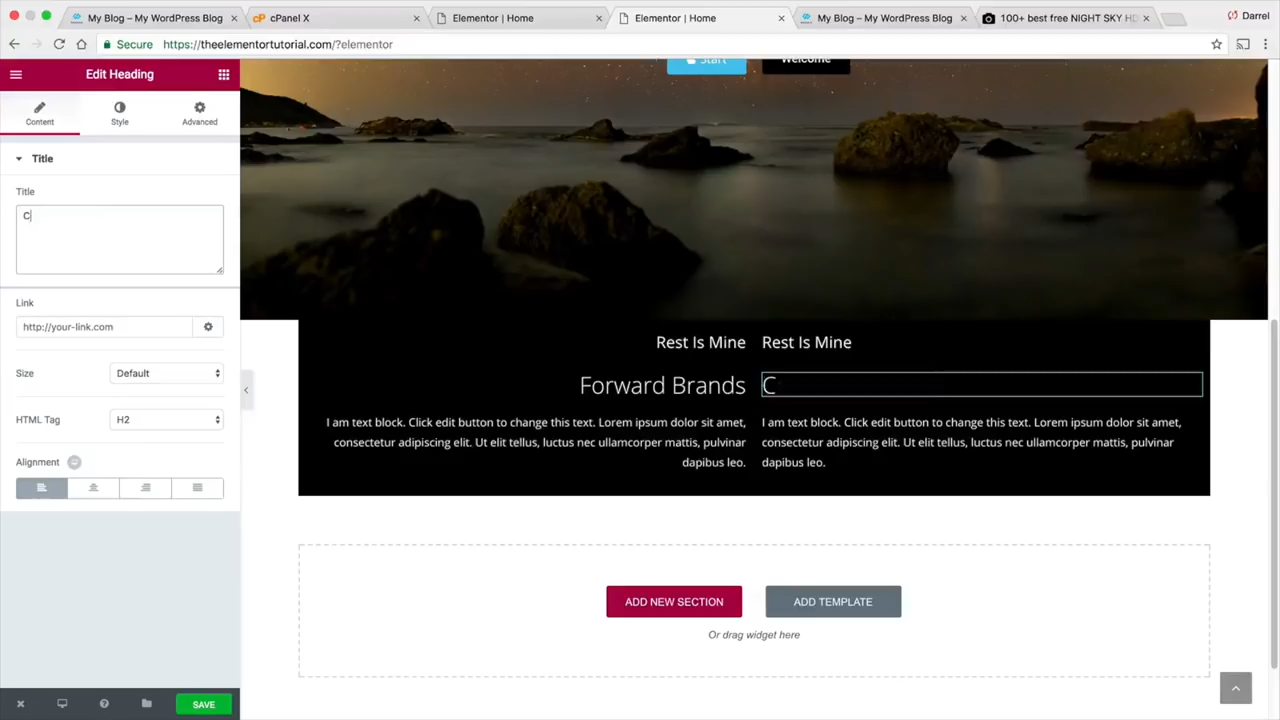 My Blog – My WordPress Blog
cPanel X
Elementor | Home
Elementor | Home
My Blog – My WordPress Blog
100+ best free NIGHT SKY
Darrel
Secure
https://theelementortutorial.com/?elementor
Edit Heading
Content
Style
Advanced
Title
Title
C
Link
http://your-link.com
Size
Default
HTML Tag
H2
Alignment
SAVE
Start
Welcome
Rest Is Mine
Forward Brands
I am text block. Click edit button to change this text. Lorem ipsum dolor sit amet,
consectetur adipiscing elit. Ut elit tellus, luctus nec ullamcorper mattis, pulvinar
dapibus leo.
Rest Is Mine
C
I am text block. Click edit button to change this text. Lorem ipsum dolor sit amet,
consectetur adipiscing elit. Ut elit tellus, luctus nec ullamcorper mattis, pulvinar
dapibus leo.
ADD NEW SECTION
ADD TEMPLATE
Or drag widget here